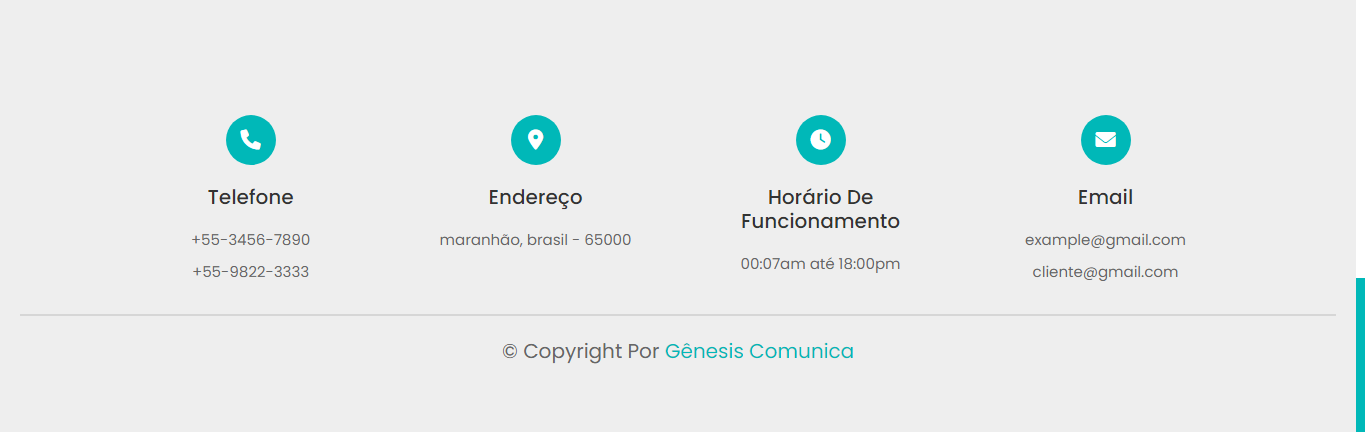 Telefone
+55-3456-7890
+55-9822-3333
Endereço
maranhão, brasil - 65000
Horário De
Funcionamento
00:07am até 18:00pm
Email
example@gmail.com
cliente@gmail.com
© Copyright Por Gênesis Comunica